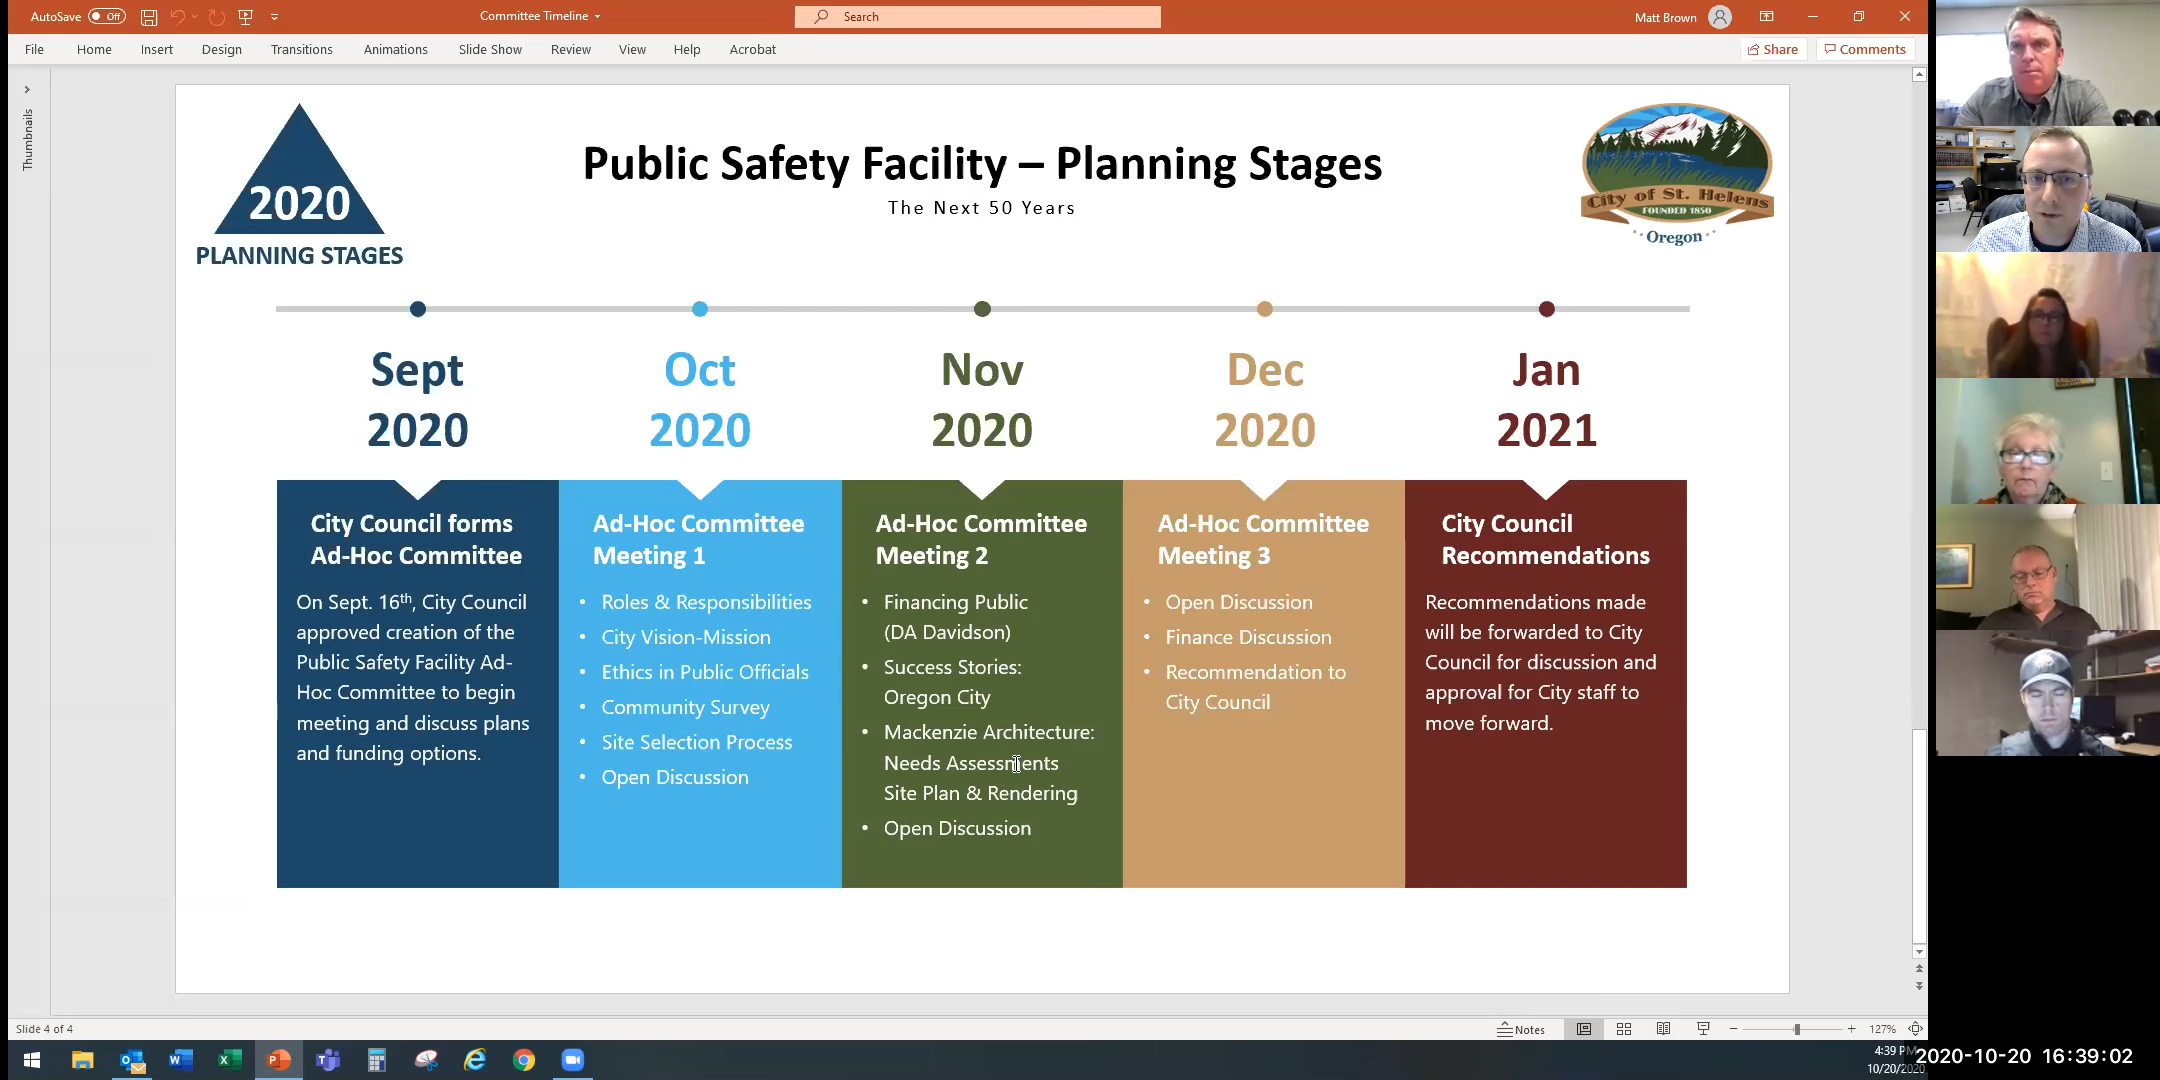 AutoSave Off
Committee Timeline
Search
Matt Brown
File Home Insert Design Transitions Animations Slide Show Review View Help Acrobat
Share Comments
Thumbnails
2020
PLANNING STAGES
Public Safety Facility – Planning Stages
The Next 50 Years
City of St. Helens
FOUNDED 1850
Oregon
Sept
2020
Oct
2020
Nov
2020
Dec
2020
Jan
2021
City Council forms
Ad-Hoc Committee
On Sept. 16th, City Council
approved creation of the
Public Safety Facility Ad-
Hoc Committee to begin
meeting and discuss plans
and funding options.
Ad-Hoc Committee
Meeting 1
• Roles & Responsibilities
• City Vision-Mission
• Ethics in Public Officials
• Community Survey
• Site Selection Process
• Open Discussion
Ad-Hoc Committee
Meeting 2
• Financing Public
(DA Davidson)
• Success Stories:
Oregon City
• Mackenzie Architecture:
Needs Assessments
Site Plan & Rendering
• Open Discussion
Ad-Hoc Committee
Meeting 3
• Open Discussion
• Finance Discussion
• Recommendation to
City Council
City Council
Recommendations
Recommendations made
will be forwarded to City
Council for discussion and
approval for City staff to
move forward.
Slide 4 of 4
Notes
127%
4:39 PM
10/20/2020
2020-10-20 16:39:02